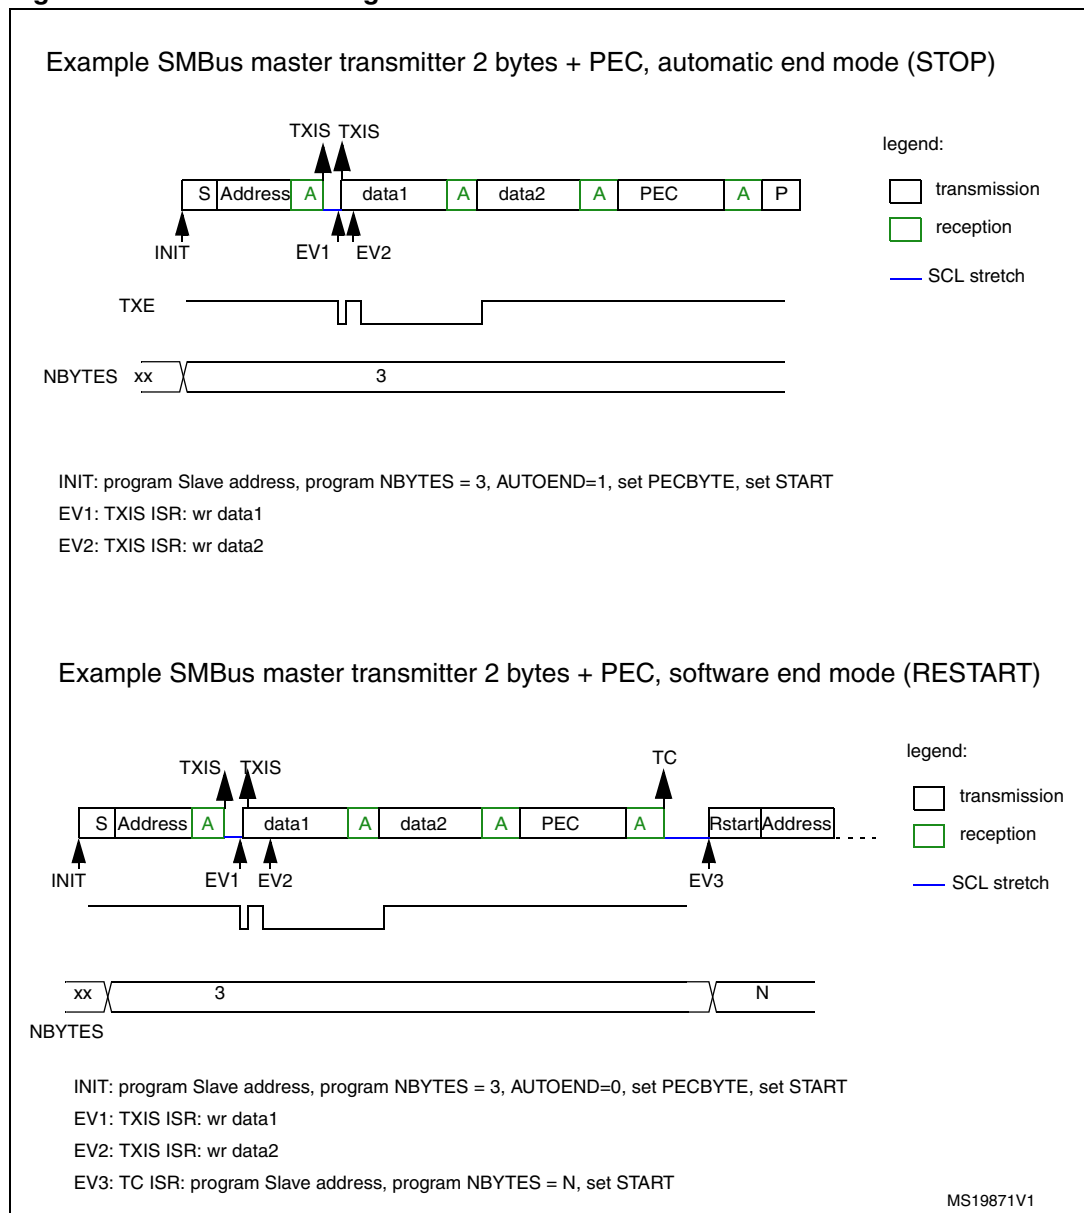 Example SMBus master transmitter 2 bytes + PEC, automatic end mode (STOP)
TXIS TXIS
legend:
S Address A data1 A data2 A PEC A P
transmission
reception
INIT EV1 EV2
SCL stretch
TXE
NBYTES xx 3
INIT: program Slave address, program NBYTES = 3, AUTOEND=1, set PECBYTE, set START
EV1: TXIS ISR: wr data1
EV2: TXIS ISR: wr data2
Example SMBus master transmitter 2 bytes + PEC, software end mode (RESTART)
TXIS TXIS TC
legend:
transmission
S Address A data1 A data2 A PEC A Rstart Address
reception
INIT EV1 EV2 EV3
SCL stretch
xx 3 N
NBYTES
INIT: program Slave address, program NBYTES = 3, AUTOEND=0, set PECBYTE, set START
EV1: TXIS ISR: wr data1
EV2: TXIS ISR: wr data2
EV3: TC ISR: program Slave address, program NBYTES = N, set START
MS19871V1